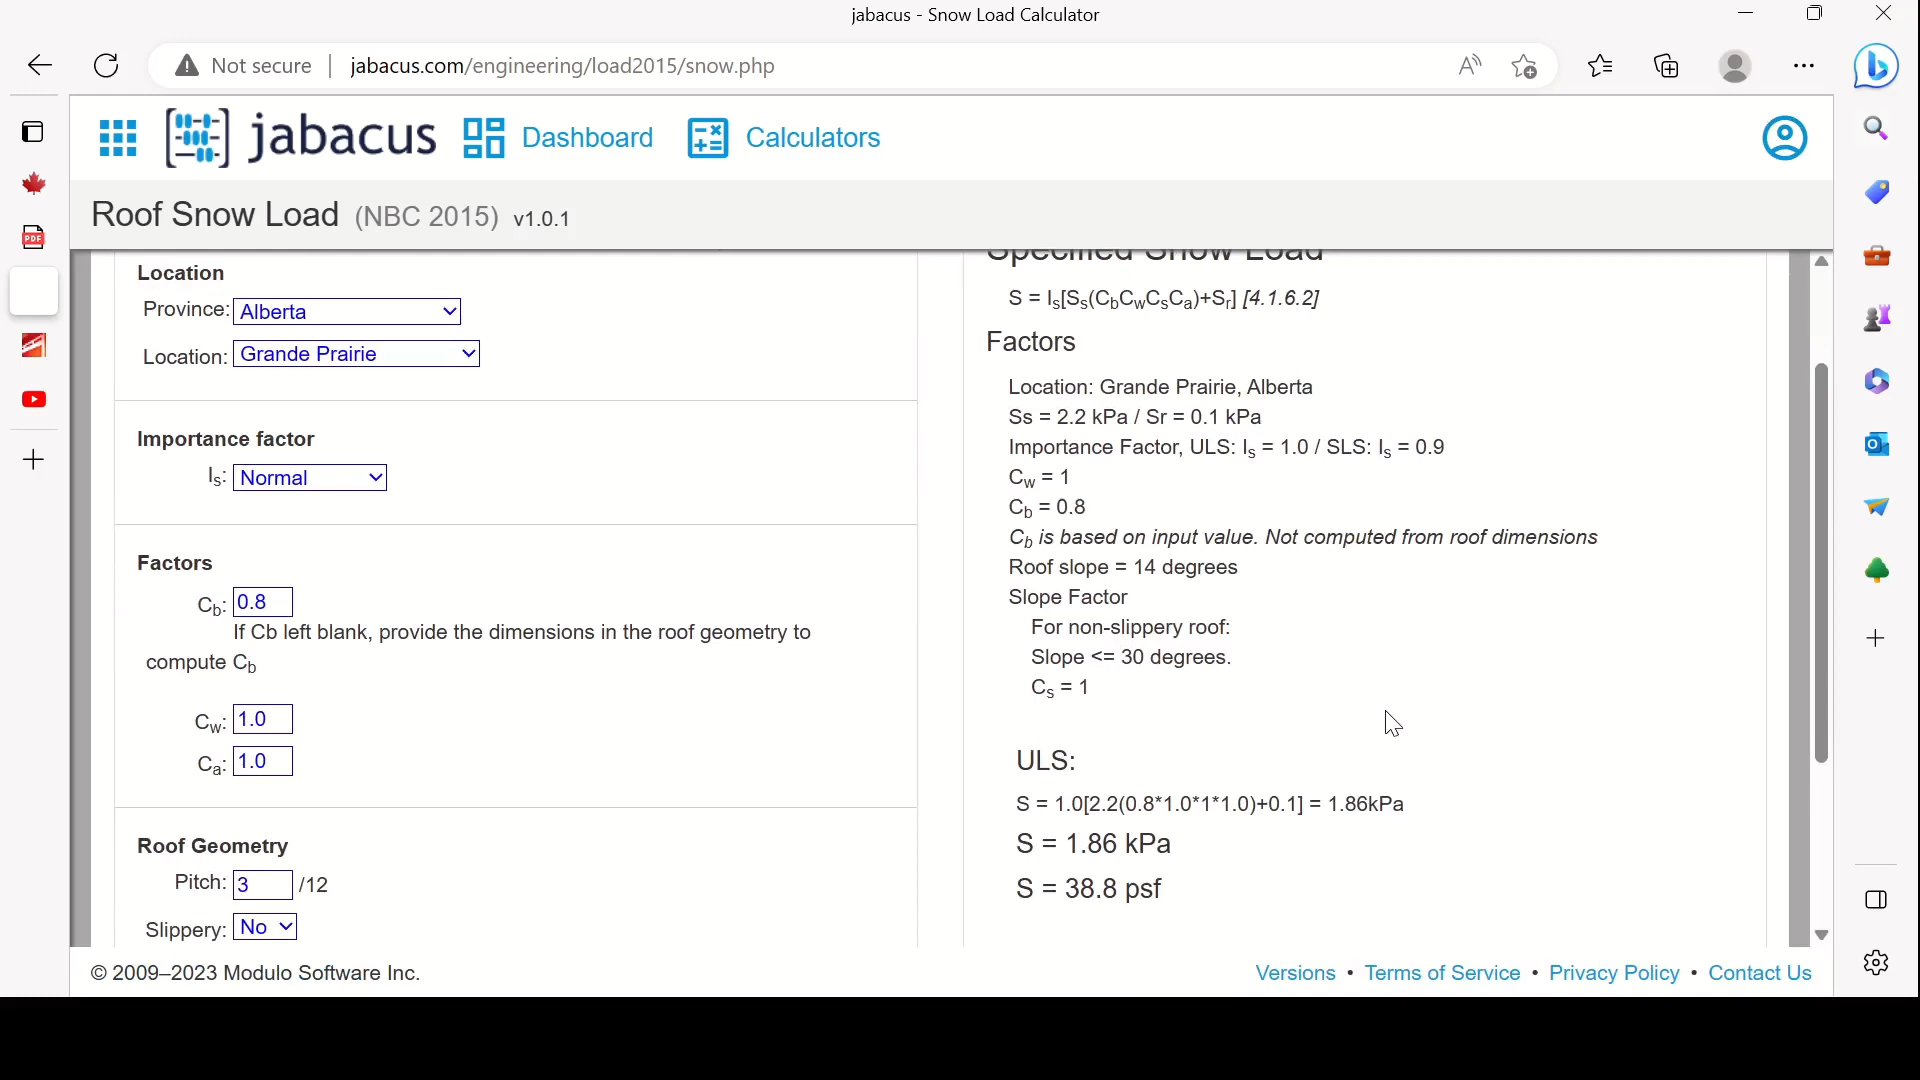 jabacus - Snow Load Calculator
Not secure
jabacus.com/engineering/load2015/snow.php
jabacus
Dashboard
Calculators
Roof Snow Load (NBC 2015) v1.0.1
Location
Province: Alberta
Location: Grande Prairie
Importance factor
Is: Normal
Factors
Cb: 0.8
If Cb left blank, provide the dimensions in the roof geometry to
compute Cb
Cw: 1.0
Ca: 1.0
Roof Geometry
Pitch: 3 /12
Slippery: No
Specified Snow Load
S = Is[Ss(CbCwCsCa)+Sr] [4.1.6.2]
Factors
Location: Grande Prairie, Alberta
Ss = 2.2 kPa / Sr = 0.1 kPa
Importance Factor, ULS: Is = 1.0 / SLS: Is = 0.9
Cw = 1
Cb = 0.8
Cb is based on input value. Not computed from roof dimensions
Roof slope = 14 degrees
Slope Factor
For non-slippery roof:
Slope <= 30 degrees.
Cs = 1
ULS:
S = 1.0[2.2(0.8*1.0*1*1.0)+0.1] = 1.86kPa
S = 1.86 kPa
S = 38.8 psf
© 2009–2023 Modulo Software Inc.
Versions • Terms of Service • Privacy Policy • Contact Us
PDF